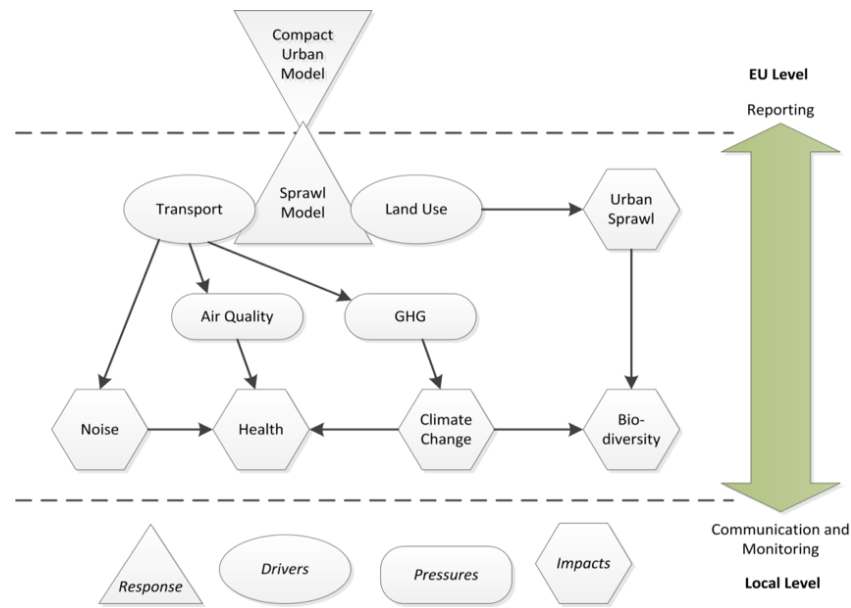 Compact
Urban
Model
EU Level
Reporting
Transport
Sprawl
Model
Land Use
Urban
Sprawl
Air Quality
GHG
Noise
Health
Climate
Change
Bio-
diversity
Communication and
Monitoring
Local Level
Response
Drivers
Pressures
Impacts